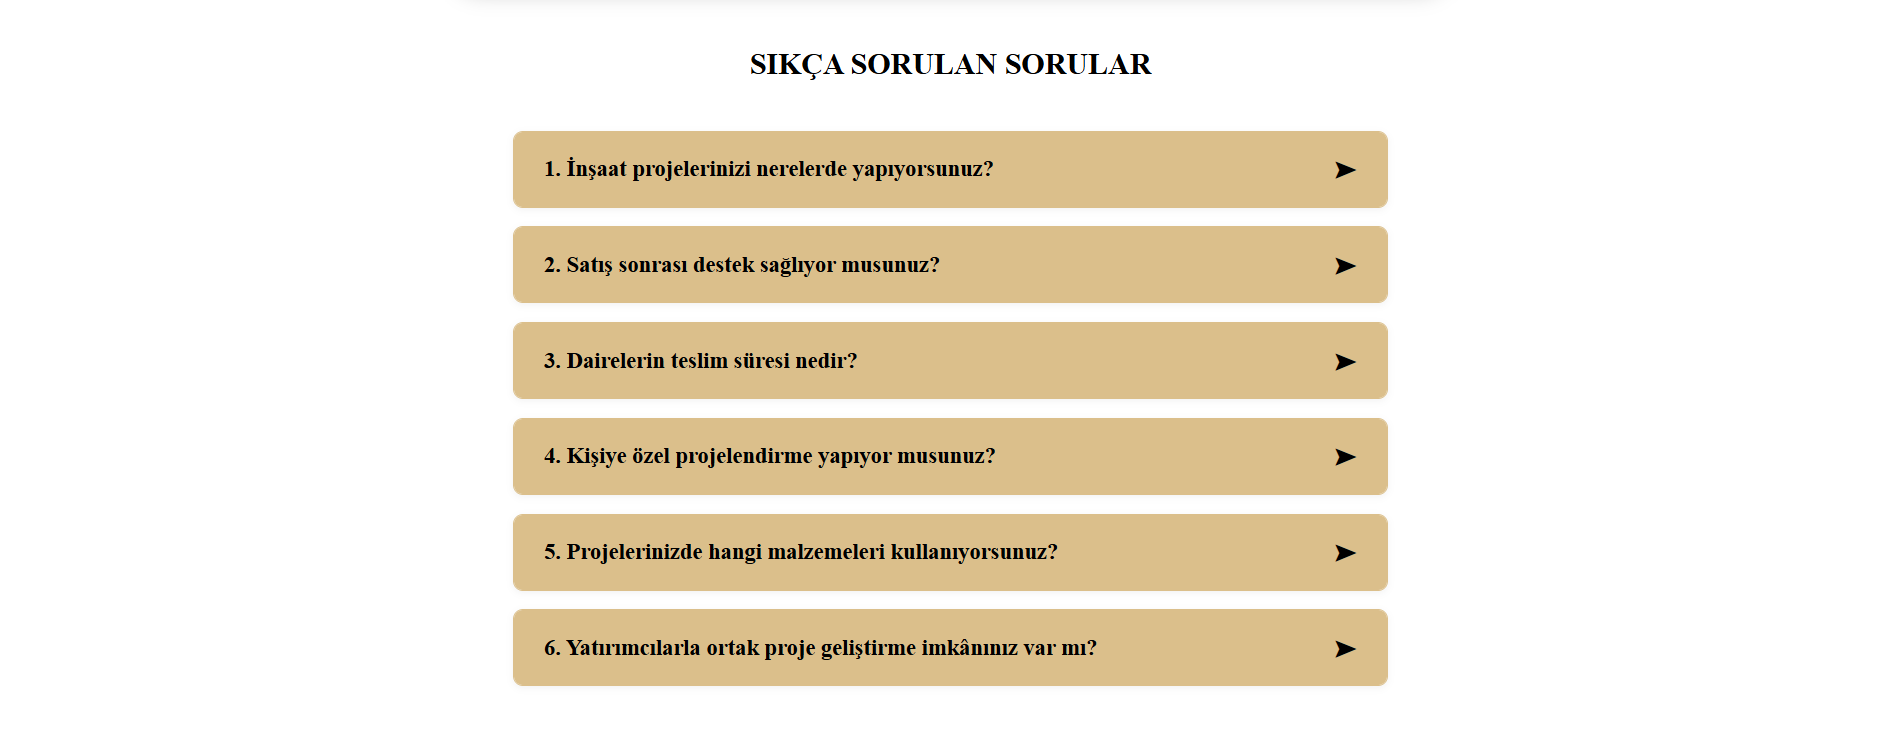 SIKÇA SORULAN SORULAR
1. İnşaat projelerinizi nerelerde yapıyorsunuz?
2. Satış sonrası destek sağlıyor musunuz?
3. Dairelerin teslim süresi nedir?
4. Kişiye özel projelendirme yapıyor musunuz?
5. Projelerinizde hangi malzemeleri kullanıyorsunuz?
6. Yatırımcılarla ortak proje geliştirme imkânınız var mı?